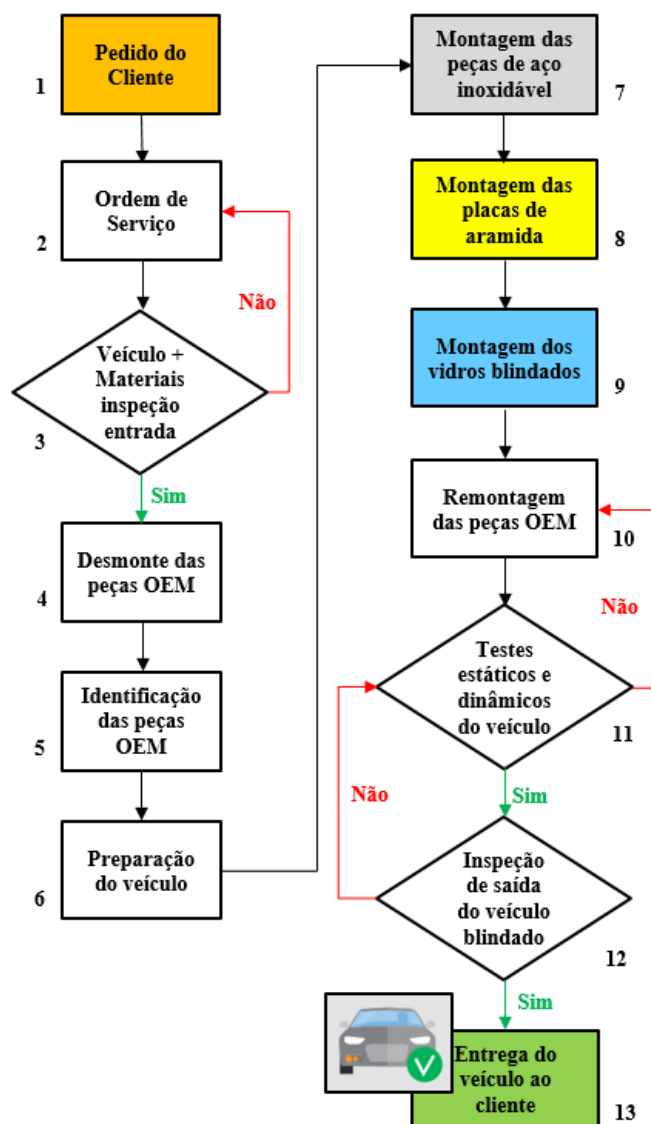 1
Pedido do
Cliente
2
Ordem de
Serviço
Não
3
Veículo +
Materiais
inspeção
entrada
Sim
4
Desmonte das
peças OEM
5
Identificação
das peças
OEM
6
Preparação
do veículo
Montagem das
peças de aço
inoxidável
7
Montagem das
placas de
aramida
8
Montagem dos
vidros blindados
9
Remontagem
das peças OEM
10
Não
Testes
estáticos e
dinâmicos
do veículo
11
Não
Sim
Inspeção
de saída
do veículo
blindado
12
Sim
Entrega do
veículo ao
cliente
13